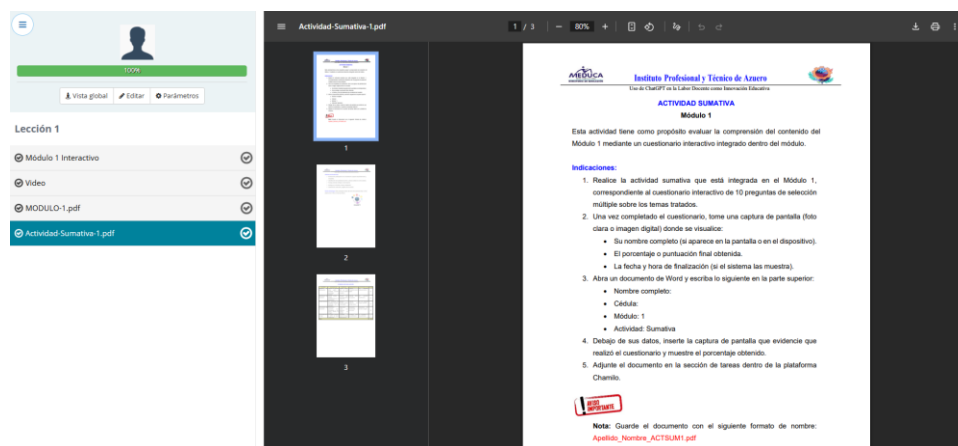 100%
Vista global
Editar
Parámetros
Lección 1
Módulo 1 Interactivo
Video
MODULO-1.pdf
Actividad-Sumativa-1.pdf
Actividad-Sumativa-1.pdf
1 / 3
80%
1
2
3
MEDUCA
Instituto Profesional y Técnico de Azuero
Uso de ChatGPT en la Labor Docente como Innovación Educativa
ACTIVIDAD SUMATIVA
Módulo 1
Esta actividad tiene como propósito evaluar la comprensión del contenido del
Módulo 1 mediante un cuestionario interactivo integrado dentro del módulo.
Indicaciones:
1. Realice la actividad sumativa que está integrada en el Módulo 1,
correspondiente al cuestionario interactivo de 10 preguntas de selección
múltiple sobre los temas tratados.
2. Una vez completado el cuestionario, tome una captura de pantalla (foto
clara o imagen digital) donde se visualice:
• Su nombre completo (si aparece en la pantalla o en el dispositivo).
• El porcentaje o puntuación final obtenida.
• La fecha y hora de finalización (si el sistema las muestra).
3. Abra un documento de Word y escriba lo siguiente en la parte superior:
• Nombre completo:
• Cédula:
• Módulo: 1
• Actividad: Sumativa
4. Debajo de sus datos, inserte la captura de pantalla que evidencie que
realizó el cuestionario y muestre el porcentaje obtenido.
5. Adjunte el documento en la sección de tareas dentro de la plataforma
Chamilo.
AVISO
IMPORTANTE
Nota: Guarde el documento con el siguiente formato de nombre:
Apellido_Nombre_ACTSUM1.pdf